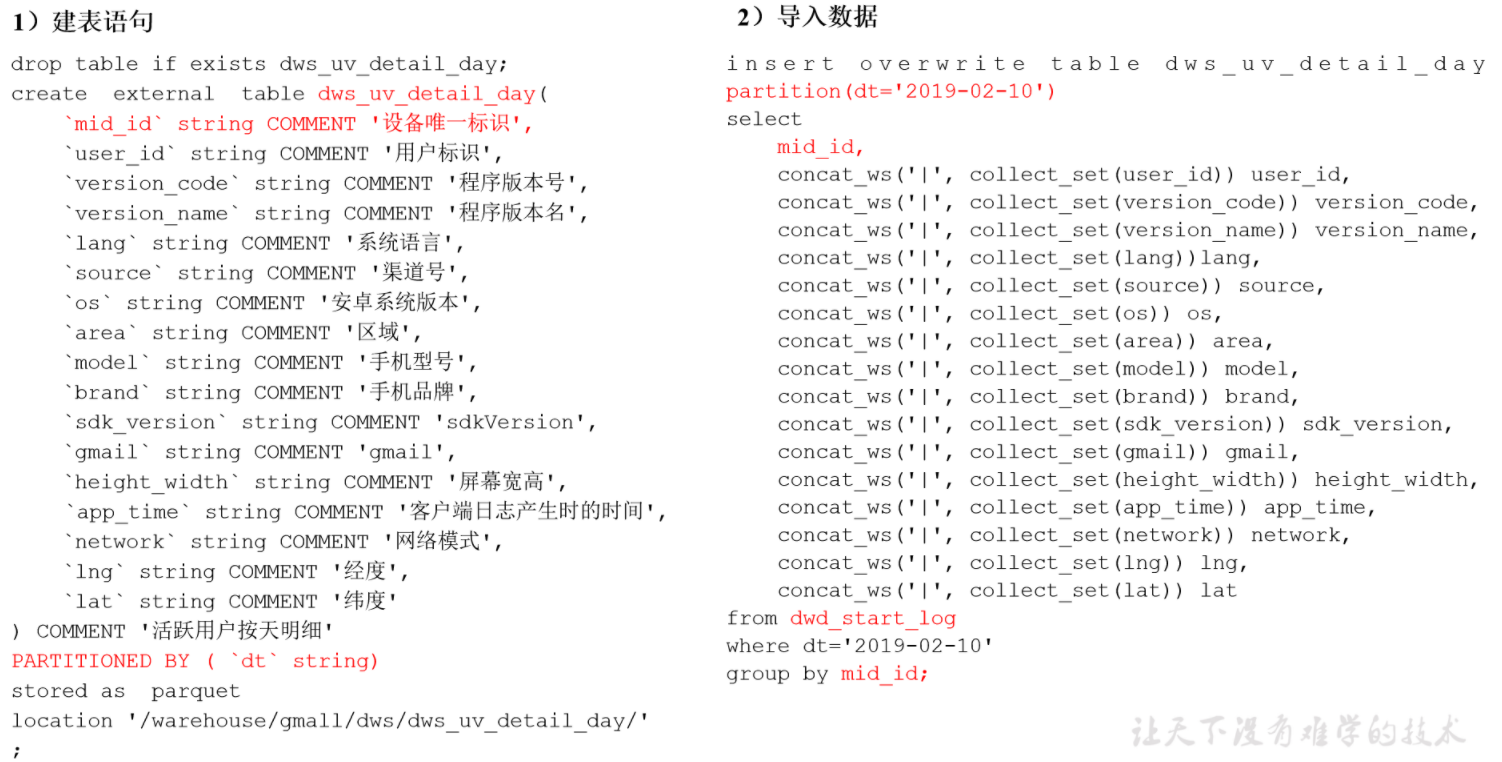 1）建表语句
drop table if exists dws_uv_detail_day;
create external table dws_uv_detail_day(
`mid_id` string COMMENT '设备唯一标识',
`user_id` string COMMENT '用户标识',
`version_code` string COMMENT '程序版本号',
`version_name` string COMMENT '程序版本名',
`lang` string COMMENT '系统语言',
`source` string COMMENT '渠道号',
`os` string COMMENT '安卓系统版本',
`area` string COMMENT '区域',
`model` string COMMENT '手机型号',
`brand` string COMMENT '手机品牌',
`sdk_version` string COMMENT 'sdkVersion',
`gmail` string COMMENT 'gmail',
`height_width` string COMMENT '屏幕宽高',
`app_time` string COMMENT '客户端日志产生时的时间',
`network` string COMMENT '网络模式',
`lng` string COMMENT '经度',
`lat` string COMMENT '纬度'
) COMMENT '活跃用户按天明细'
PARTITIONED BY ( `dt` string)
stored as parquet
location '/warehouse/gmall/dws/dws_uv_detail_day/'
;
2）导入数据
insert overwrite table dws_uv_detail_day
partition(dt='2019-02-10')
select
mid_id,
concat_ws('|', collect_set(user_id)) user_id,
concat_ws('|', collect_set(version_code)) version_code,
concat_ws('|', collect_set(version_name)) version_name,
concat_ws('|', collect_set(lang))lang,
concat_ws('|', collect_set(source)) source,
concat_ws('|', collect_set(os)) os,
concat_ws('|', collect_set(area)) area,
concat_ws('|', collect_set(model)) model,
concat_ws('|', collect_set(brand)) brand,
concat_ws('|', collect_set(sdk_version)) sdk_version,
concat_ws('|', collect_set(gmail)) gmail,
concat_ws('|', collect_set(height_width)) height_width,
concat_ws('|', collect_set(app_time)) app_time,
concat_ws('|', collect_set(network)) network,
concat_ws('|', collect_set(lng)) lng,
concat_ws('|', collect_set(lat)) lat
from dwd_start_log
where dt='2019-02-10'
group by mid_id;
让天下没有难学的技术